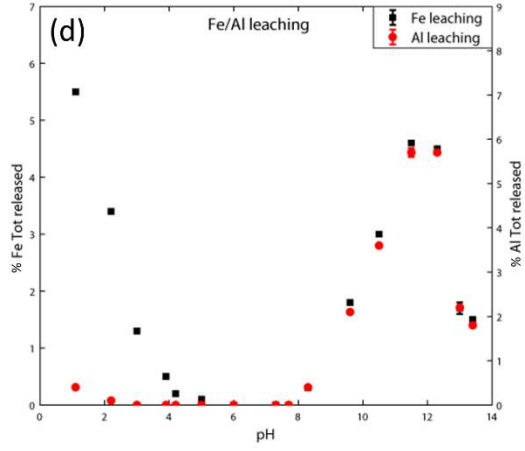 (d)
Fe/Al leaching
Fe leaching
Al leaching
7
6
5
4
3
2
1
0
% Fe Tot released
9
8
7
6
5
4
3
2
1
0
% Al Tot released
0 2 4 6 8 10 12 14
pH